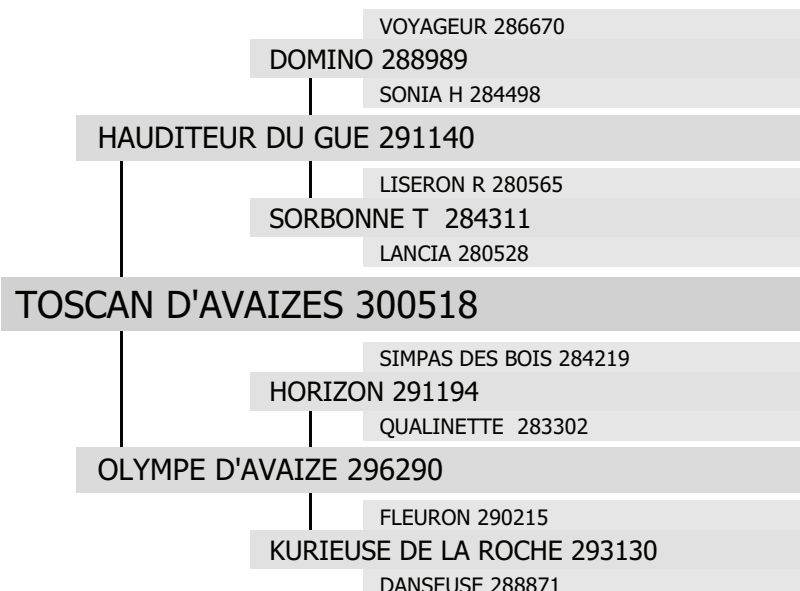 VOYAGEUR 286670
DOMINO 288989
SONIA H 284498
HAUDITEUR DU GUE 291140
LISERON R 280565
SORBONNE T 284311
LANCIA 280528
TOSCAN D'AVAIZES 300518
SIMPAS DES BOIS 284219
HORIZON 291194
QUALINETTE 283302
OLYMPE D'AVAIZE 296290
FLEURON 290215
KURIEUSE DE LA ROCHE 293130
DANSEUSE 288871